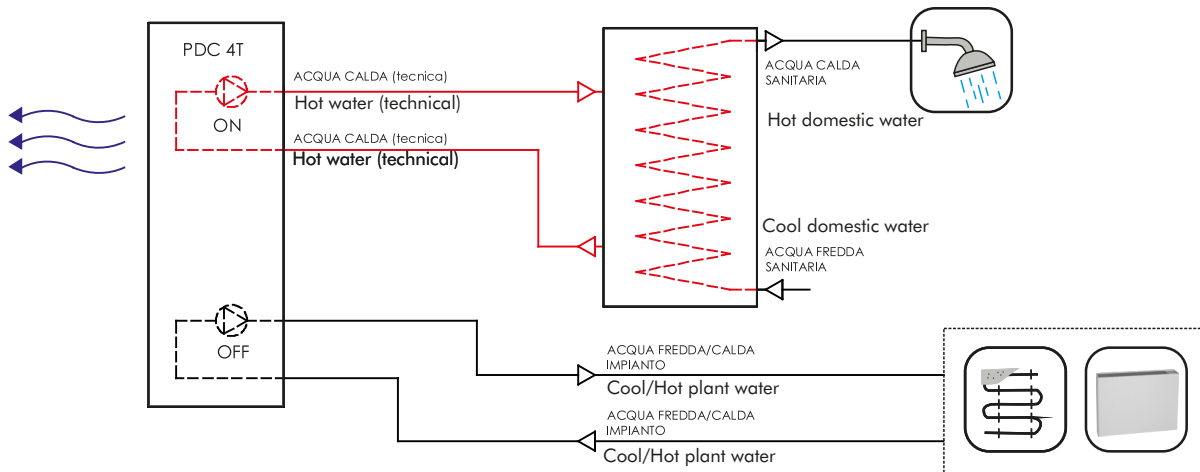 PDC 4T
ACQUA CALDA (tecnica)
Hot water (technical)
ON
ACQUA CALDA (tecnica)
Hot water (technical)
ACQUA CALDA
SANITARIA
Hot domestic water
Cool domestic water
ACQUA FREDDA
SANITARIA
OFF
ACQUA FREDDA/CALDA
IMPIANTO
Cool/Hot plant water
ACQUA FREDDA/CALDA
IMPIANTO
Cool/Hot plant water